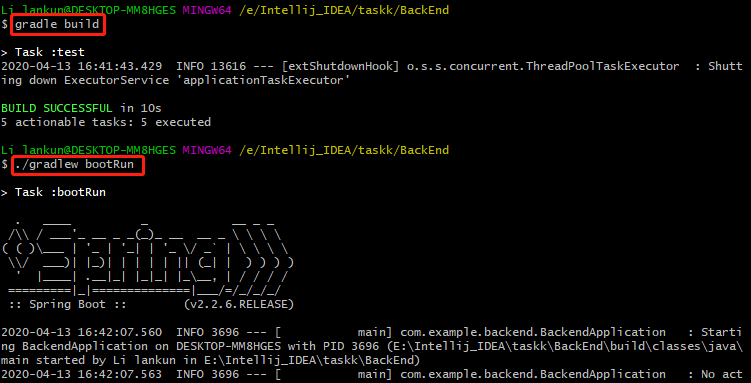 Li lankun@DESKTOP-MM8HGES MINGW64 /e/Intellij_IDEA/taskk/BackEnd
$ gradle build
> Task :test
2020-04-13 16:41:43.429  INFO 13616 --- [extShutdownHook] o.s.s.concurrent.ThreadPoolTaskExecutor  : Shutt
ing down ExecutorService 'applicationTaskExecutor'
BUILD SUCCESSFUL in 10s
5 actionable tasks: 5 executed
Li lankun@DESKTOP-MM8HGES MINGW64 /e/Intellij_IDEA/taskk/BackEnd
$ ./gradlew bootRun
> Task :bootRun
  .   ____          _            __ _ _
 /\\ / ___'_ __ _ _(_)_ __  __ _ \ \ \ \
( ( )\___ | '_ | '_| | '_ \/ _` | \ \ \ \
 \\/  ___)| |_)| | | | | || (_| |  ) ) ) )
  '  |____| .__|_| |_|_| |_\__, | / / / /
 =========|_|==============|___/=/_/_/_/
 :: Spring Boot ::        (v2.2.6.RELEASE)
2020-04-13 16:42:07.560  INFO 3696 --- [           main] com.example.backend.BackendApplication   : Starti
ng BackendApplication on DESKTOP-MM8HGES with PID 3696 (E:\Intellij_IDEA\taskk\BackEnd\build\classes\java\
main started by Li lankun in E:\Intellij_IDEA\taskk\BackEnd)
2020-04-13 16:42:07.563  INFO 3696 --- [           main] com.example.backend.BackendApplication   : No act